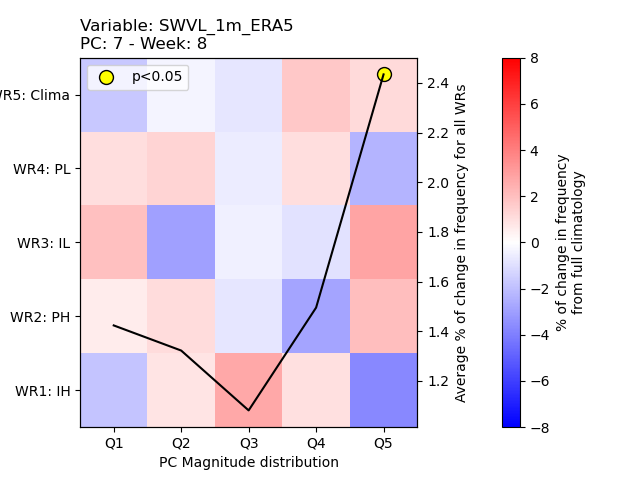 Variable: SWVL_1m_ERA5
PC: 7 - Week: 8
p<0.05
WR5: Clima
WR4: PL
WR3: IL
WR2: PH
WR1: IH
Q1 Q2 Q3 Q4 Q5
PC Magnitude distribution
2.4
2.2
2.0
1.8
1.6
1.4
1.2
Average % of change in frequency for all WRs
8
6
4
2
0
−2
−4
−6
−8
% of change in frequency
from full climatology